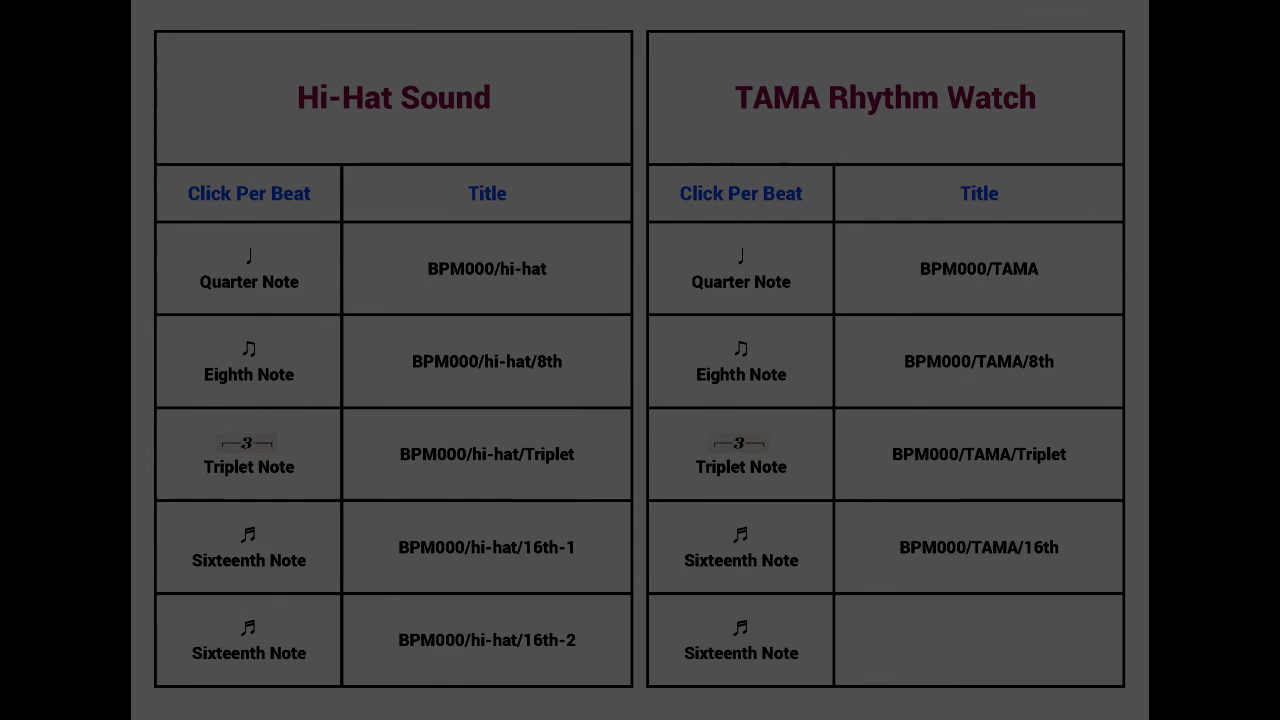 Hi-Hat Sound
Click Per Beat
Title
♩
Quarter Note
BPM000/hi-hat
♫
Eighth Note
BPM000/hi-hat/8th
3
Triplet Note
BPM000/hi-hat/Triplet
♬
Sixteenth Note
BPM000/hi-hat/16th-1
♬
Sixteenth Note
BPM000/hi-hat/16th-2
TAMA Rhythm Watch
Click Per Beat
Title
♩
Quarter Note
BPM000/TAMA
♫
Eighth Note
BPM000/TAMA/8th
3
Triplet Note
BPM000/TAMA/Triplet
♬
Sixteenth Note
BPM000/TAMA/16th
♬
Sixteenth Note